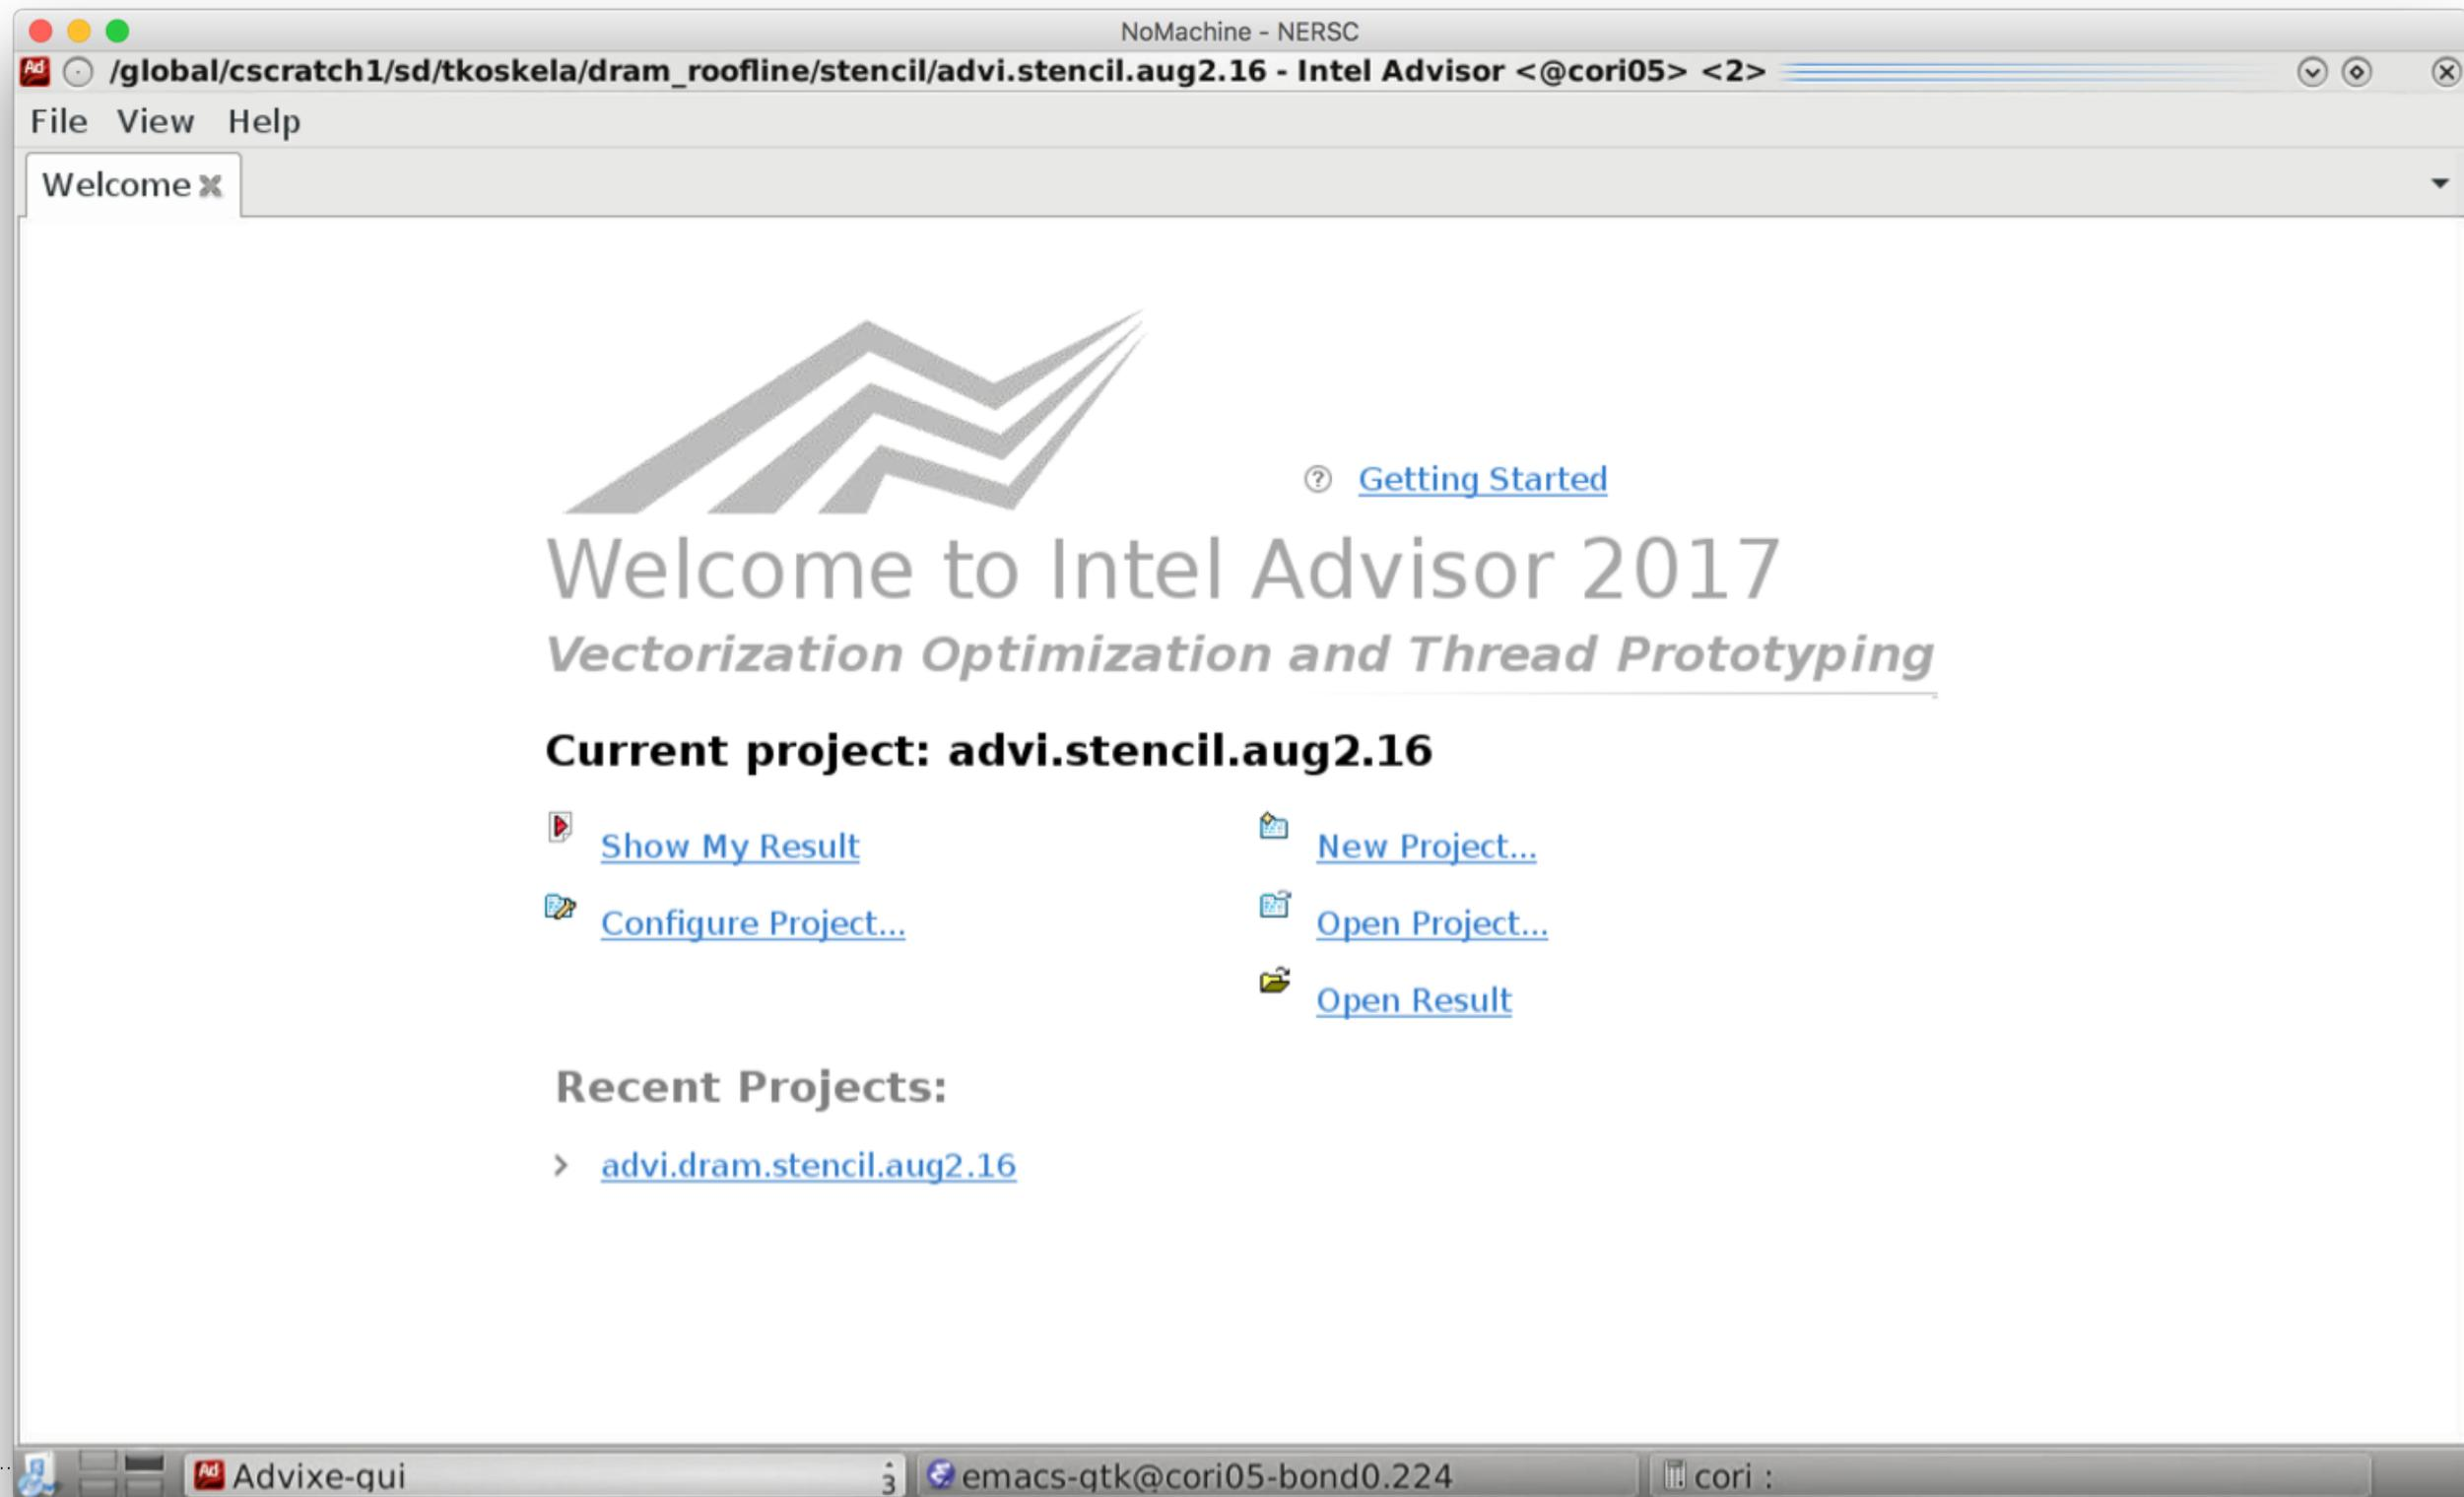 NoMachine - NERSC
Ad /global/cscratch1/sd/tkoskela/dram_roofline/stencil/advi.stencil.aug2.16 - Intel Advisor <@cori05> <2>
File View Help
Welcome
? Getting Started
Welcome to Intel Advisor 2017
Vectorization Optimization and Thread Prototyping
Current project: advi.stencil.aug2.16
Show My Result
New Project...
Configure Project...
Open Project...
Open Result
Recent Projects:
> advi.dram.stencil.aug2.16
Ad Advixe-gui 3 emacs-gtk@cori05-bond0.224 cori :